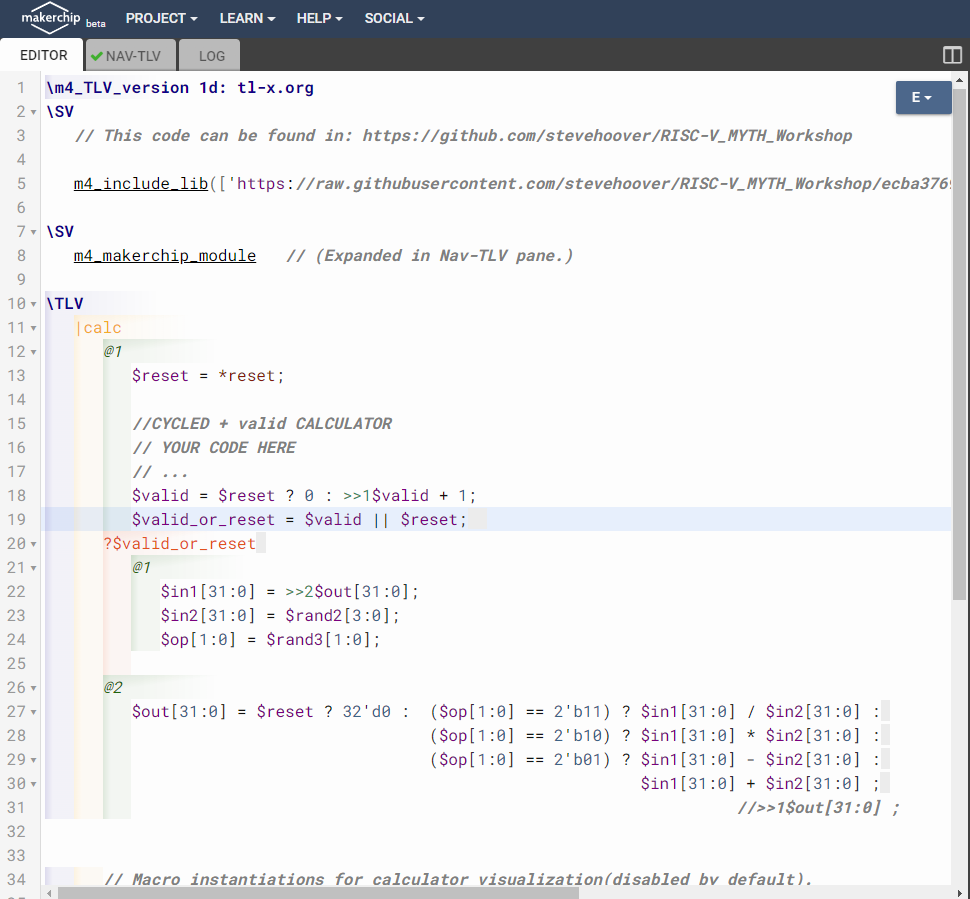 makerchip beta PROJECT LEARN HELP SOCIAL
EDITOR NAV-TLV LOG
1 \m4_TLV_version 1d: tl-x.org
E
2 \SV
3 // This code can be found in: https://github.com/stevehoover/RISC-V_MYTH_Workshop
4
5 m4_include_lib(['https://raw.githubusercontent.com/stevehoover/RISC-V_MYTH_Workshop/ecba376
6
7 \SV
8 m4_makerchip_module // (Expanded in Nav-TLV pane.)
9
10 \TLV
11 |calc
12 @1
13 $reset = *reset;
14
15 //CYCLED + valid CALCULATOR
16 // YOUR CODE HERE
17 // ...
18 $valid = $reset ? 0 : >>1$valid + 1;
19 $valid_or_reset = $valid || $reset;
20 ?$valid_or_reset
21 @1
22 $in1[31:0] = >>2$out[31:0];
23 $in2[31:0] = $rand2[3:0];
24 $op[1:0] = $rand3[1:0];
25
26 @2
27 $out[31:0] = $reset ? 32'd0 : ($op[1:0] == 2'b11) ? $in1[31:0] / $in2[31:0] :
28 ($op[1:0] == 2'b10) ? $in1[31:0] * $in2[31:0] :
29 ($op[1:0] == 2'b01) ? $in1[31:0] - $in2[31:0] :
30 $in1[31:0] + $in2[31:0] ;
31 //>>1$out[31:0] ;
32
33
34 // Macro instantiations for calculator visualization(disabled by default).